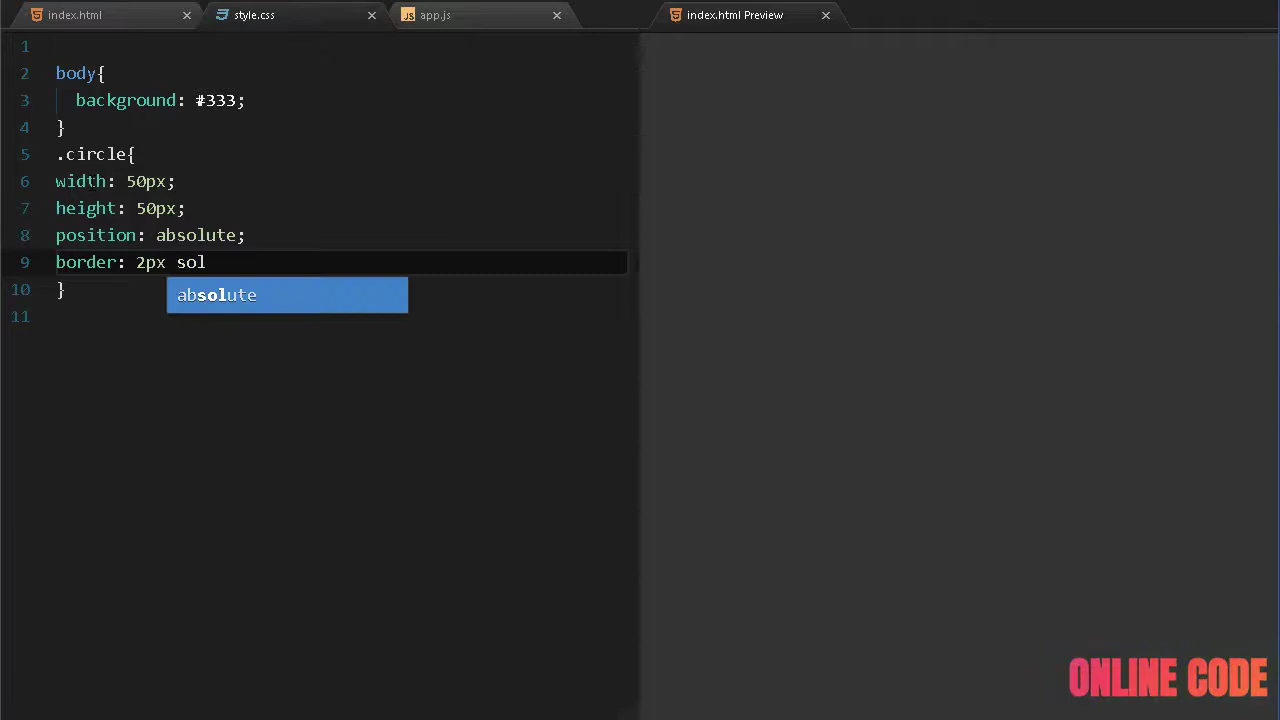 index.html
style.css
JS app.js
index.html Preview
1
2 body{
3 background: #333;
4 }
5 .circle{
6 width: 50px;
7 height: 50px;
8 position: absolute;
9 border: 2px sol
absolute
10 }
11
ONLINE CODE